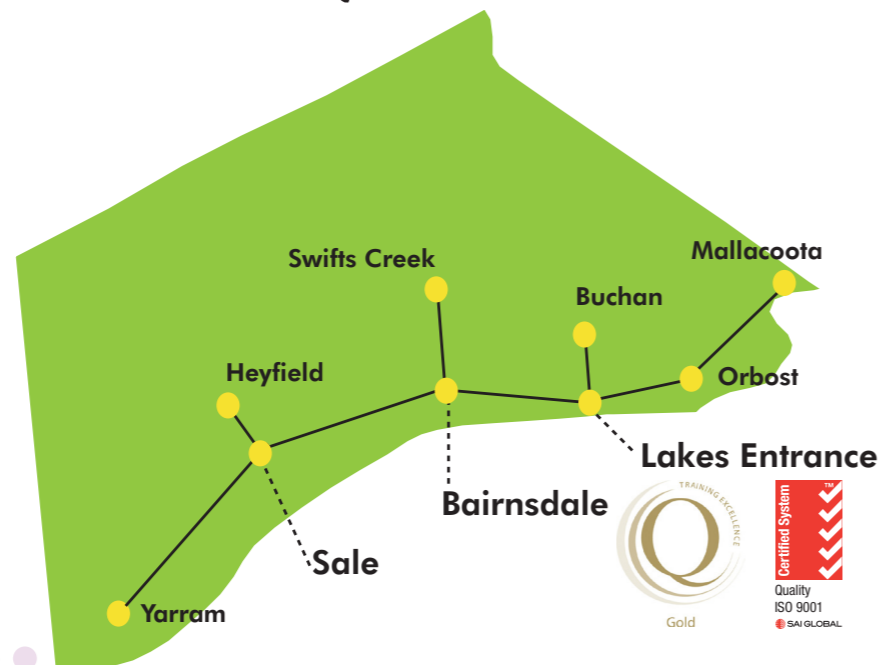 Mallacoota
Swifts Creek
Buchan
Heyfield
Orbost
Lakes Entrance
Bairnsdale
Sale
Yarram
TRAINING EXCELLENCE
Q
Gold
Certified System
TM
Quality
ISO 9001
SAI GLOBAL